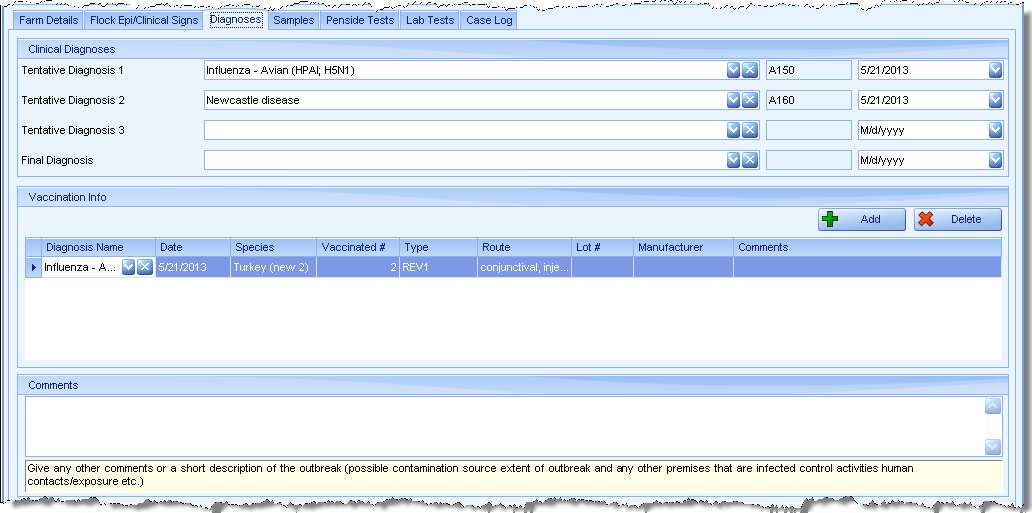 Farm Details Flock Epi/Clinical Signs Diagnoses Samples Penside Tests Lab Tests Case Log
Clinical Diagnoses
Tentative Diagnosis 1 Influenza - Avian (HPAI; H5N1) A150 5/21/2013
Tentative Diagnosis 2 Newcastle disease A160 5/21/2013
Tentative Diagnosis 3 M/d/yyyy
Final Diagnosis M/d/yyyy
Vaccination Info
Add Delete
Diagnosis Name Date Species Vaccinated # Type Route Lot # Manufacturer Comments
Influenza - A... 5/21/2013 Turkey (new 2) 2 REV1 conjunctival, inje...
Comments
Give any other comments or a short description of the outbreak (possible contamination source extent of outbreak and any other premises that are infected control activities human
contacts/exposure etc.)